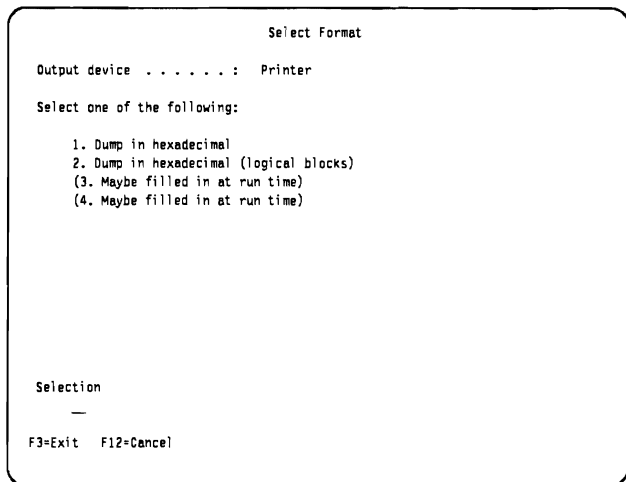 Select Format
Output device . . . . . . : Printer
Select one of the following:
1. Dump in hexadecimal
2. Dump in hexadecimal (logical blocks)
(3. Maybe filled in at run time)
(4. Maybe filled in at run time)
Selection
F3=Exit F12=Cancel